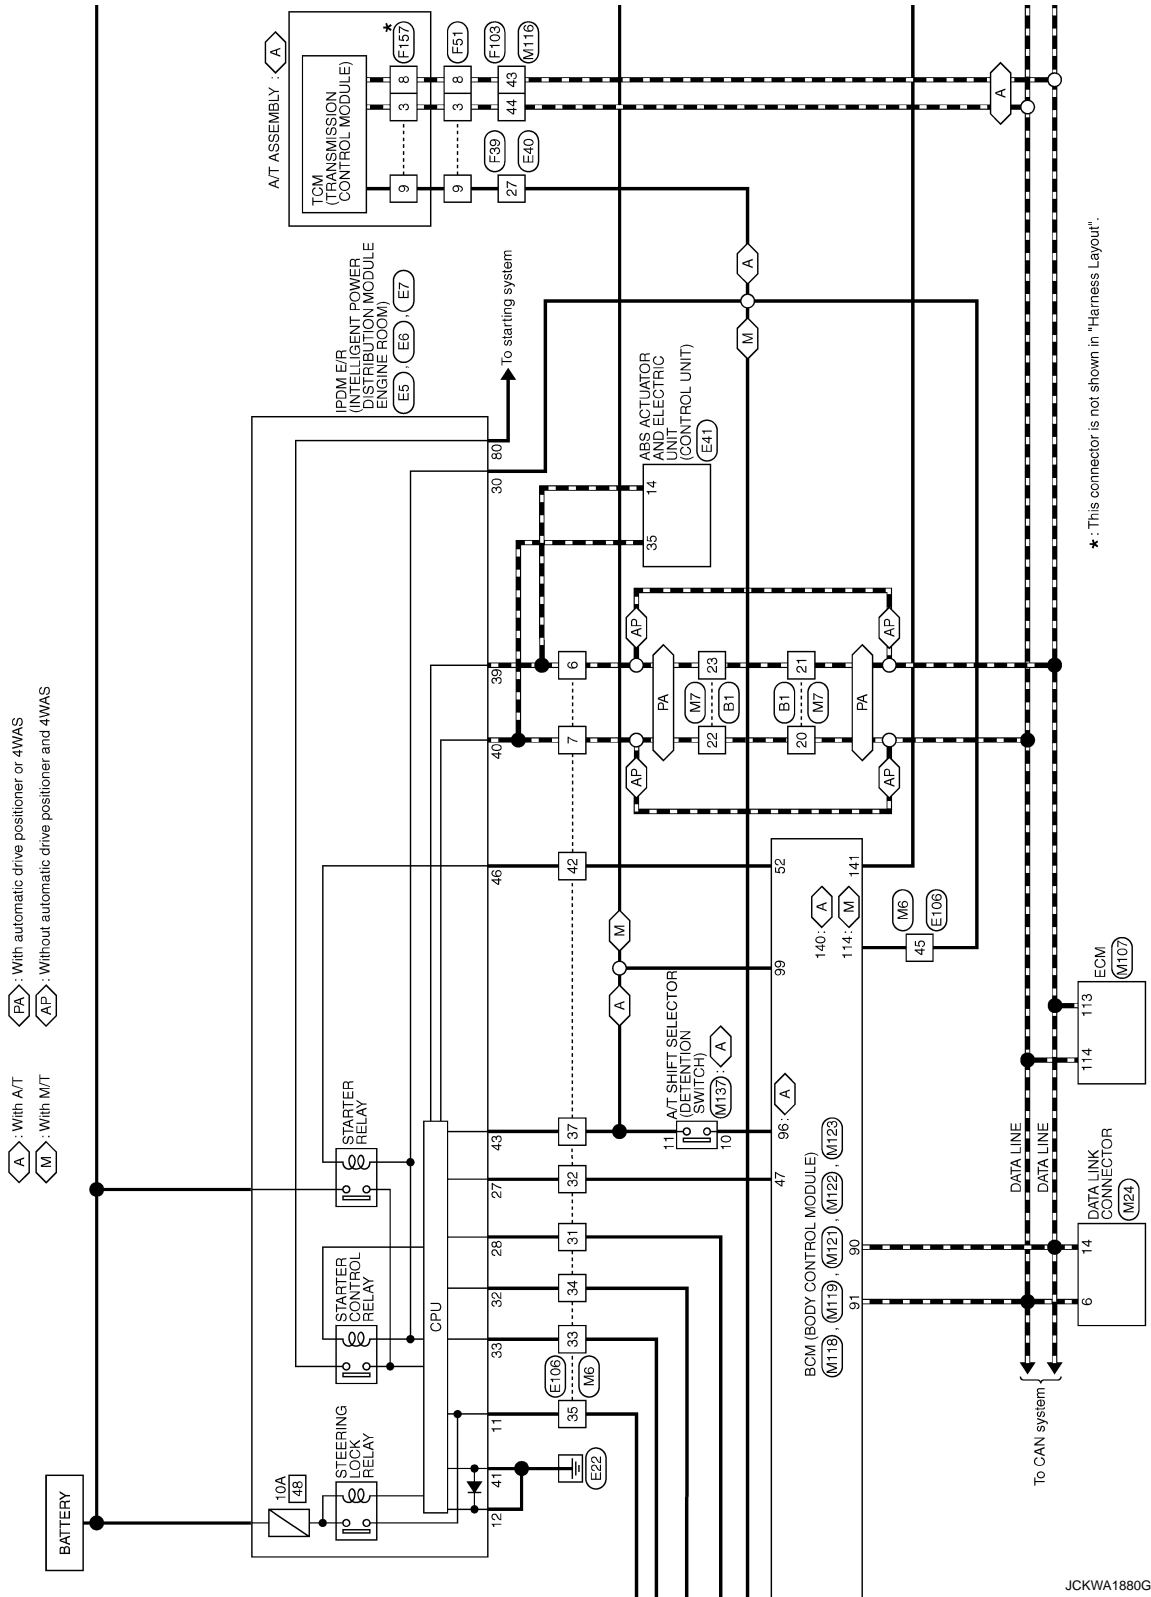 BATTERY
A : With A/T
M : With M/T
PA : With automatic drive positioner or 4WAS
AP : Without automatic drive positioner and 4WAS
10A
48
STEERING
LOCK
RELAY
STARTER
CONTROL
RELAY
STARTER
RELAY
CPU
IPDM E/R
(INTELLIGENT POWER
DISTRIBUTION MODULE
ENGINE ROOM)
E5 , E6 , E7
A/T ASSEMBLY : A
TCM
(TRANSMISSION
CONTROL MODULE)
9 3 8
* F157
9 3 8
F51
27 44 43
F39 F103
E40 M116
To starting system
12 41 11 33 32 28 27 43 46 40 39 30 80
E22
35 33 34 31 32 37 42 7 6
E106
M6
A M
A/T SHIFT SELECTOR
(DETENTION
SWITCH)
M137 : A
11
10
ABS ACTUATOR
AND ELECTRIC
UNIT
(CONTROL UNIT)
E41
35 14
AP AP
PA
22 23
M7
B1
20 21
B1
M7
PA
AP AP
M A
A
47 96: A 99 52
BCM (BODY CONTROL MODULE)
M118 , M119 , M121 , M122 , M123
140: A
114: M
91 90 141
45
M6
E106
DATA LINE
DATA LINE
To CAN system
6 14
DATA LINK
CONNECTOR
M24
114 113
ECM
M107
* : This connector is not shown in "Harness Layout".
JCKWA1880G